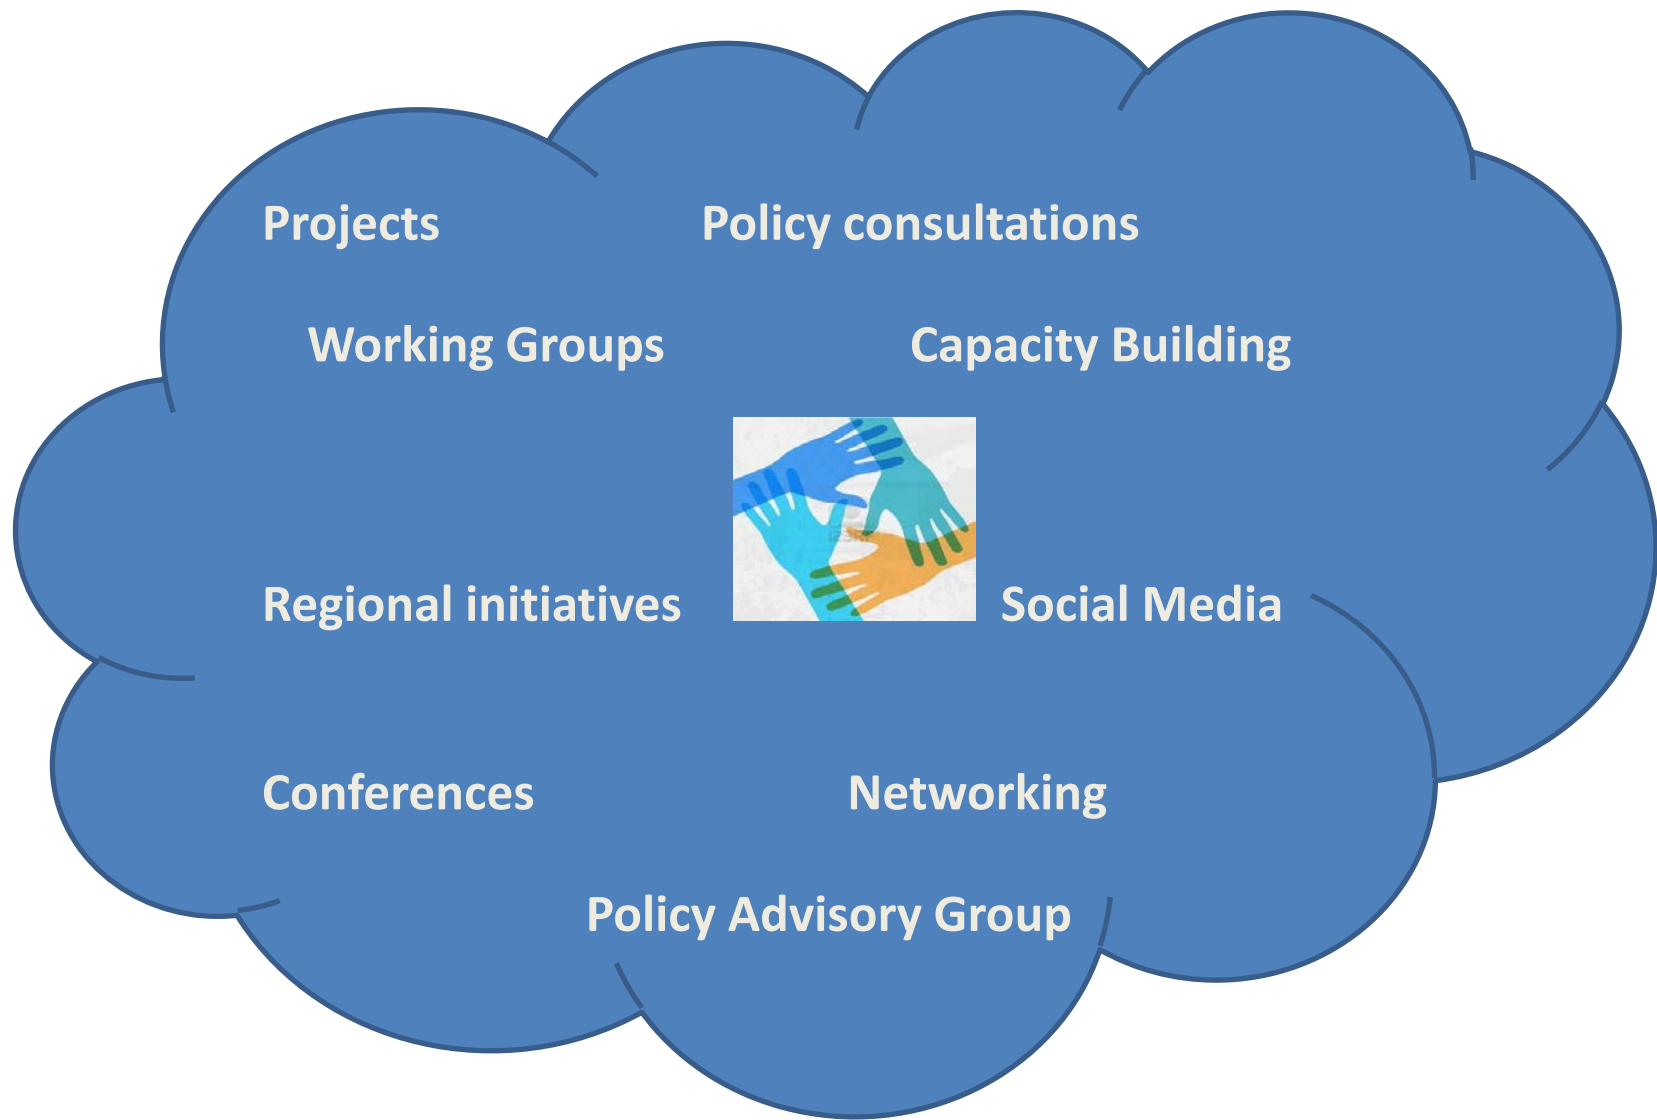 Projects
Policy consultations
Working Groups
Capacity Building
Regional initiatives
Social Media
Conferences
Networking
Policy Advisory Group